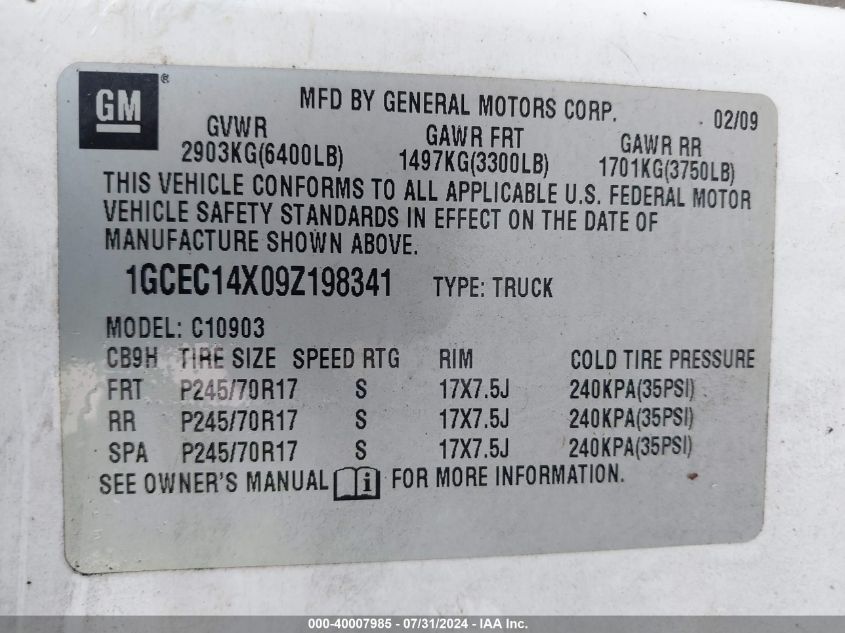 GM ®
MFD BY GENERAL MOTORS CORP. 02/09
GVWR GAWR FRT GAWR RR
2903KG(6400LB) 1497KG(3300LB) 1701KG(3750LB)
THIS VEHICLE CONFORMS TO ALL APPLICABLE U.S. FEDERAL MOTOR
VEHICLE SAFETY STANDARDS IN EFFECT ON THE DATE OF
MANUFACTURE SHOWN ABOVE.
1GCEC14X09Z198341 TYPE: TRUCK
MODEL: C10903
CB9H TIRE SIZE SPEED RTG RIM COLD TIRE PRESSURE
FRT P245/70R17 S 17X7.5J 240KPA(35PSI)
RR P245/70R17 S 17X7.5J 240KPA(35PSI)
SPA P245/70R17 S 17X7.5J 240KPA(35PSI)
SEE OWNER'S MANUAL i FOR MORE INFORMATION.
000-40007985 - 07/31/2024 - IAA Inc.